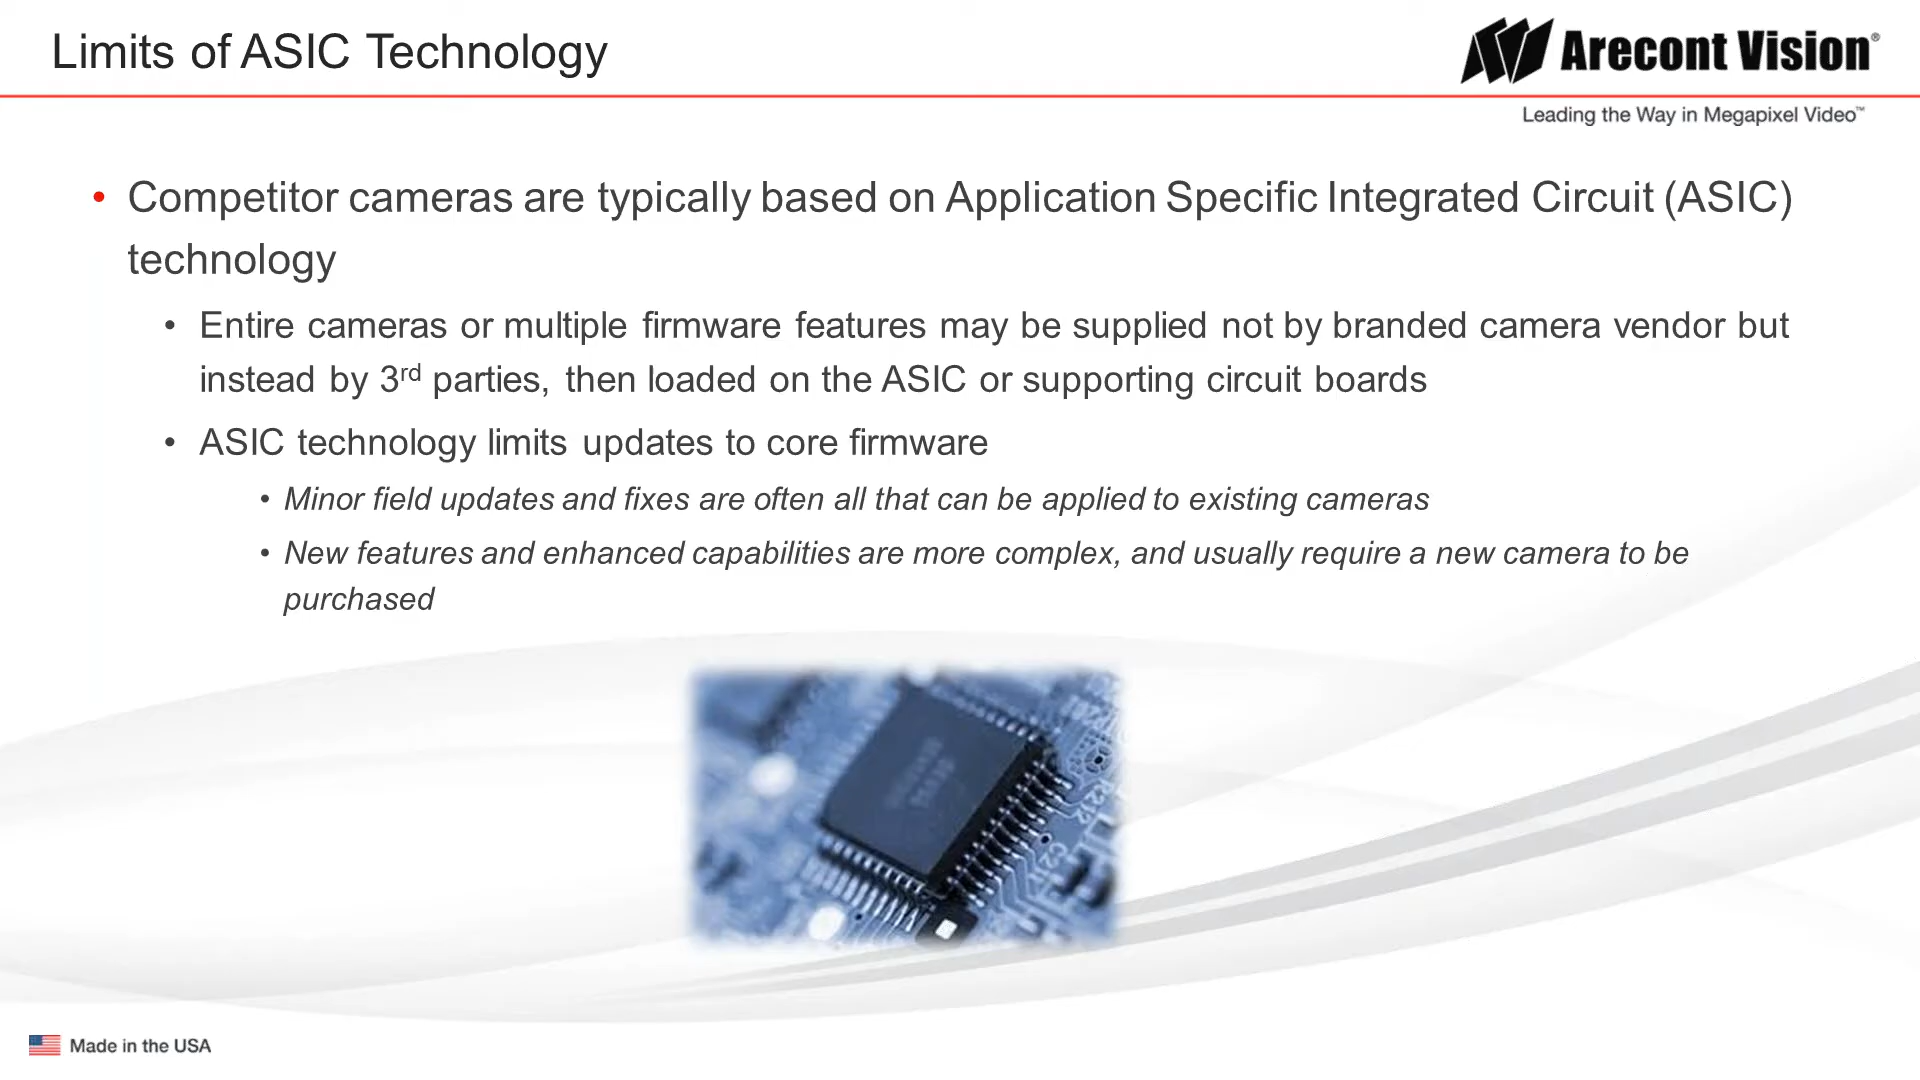 Limits of ASIC Technology
Arecont Vision®
Leading the Way in Megapixel Video™
• Competitor cameras are typically based on Application Specific Integrated Circuit (ASIC)
technology
• Entire cameras or multiple firmware features may be supplied not by branded camera vendor but
instead by 3rd parties, then loaded on the ASIC or supporting circuit boards
• ASIC technology limits updates to core firmware
• Minor field updates and fixes are often all that can be applied to existing cameras
• New features and enhanced capabilities are more complex, and usually require a new camera to be
purchased
R212
Made in the USA